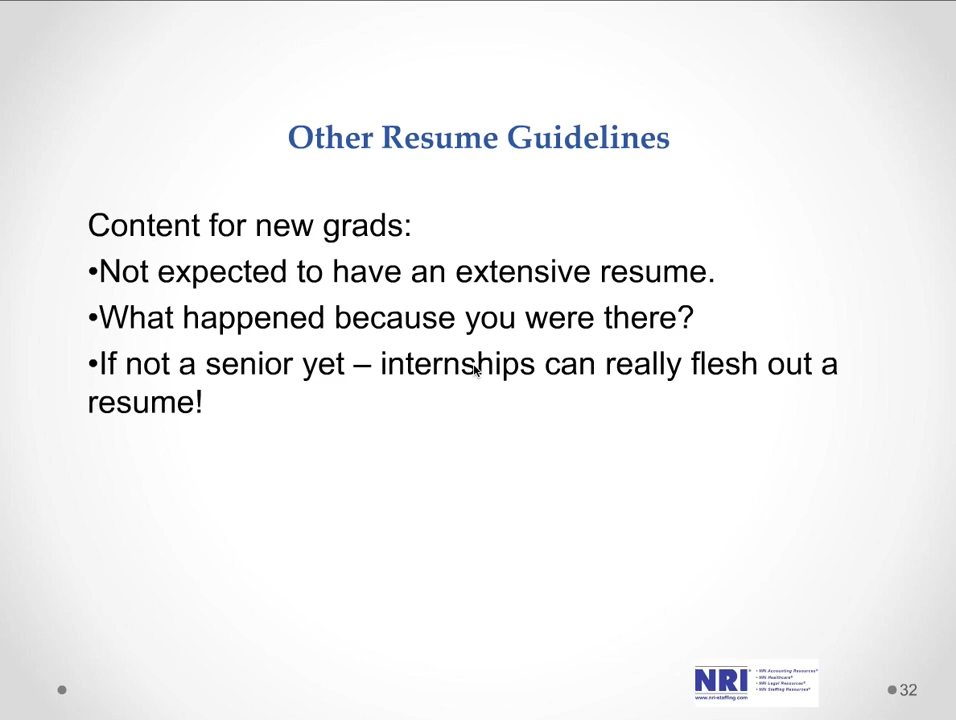 Other Resume Guidelines
Content for new grads:
•Not expected to have an extensive resume.
•What happened because you were there?
•If not a senior yet – internships can really flesh out a
resume!
NRI®
www.nri-staffing.com
• NRI Accounting Resources®
• NRI Healthcare®
• NRI Legal Resources®
• NRI Staffing Resources®
32